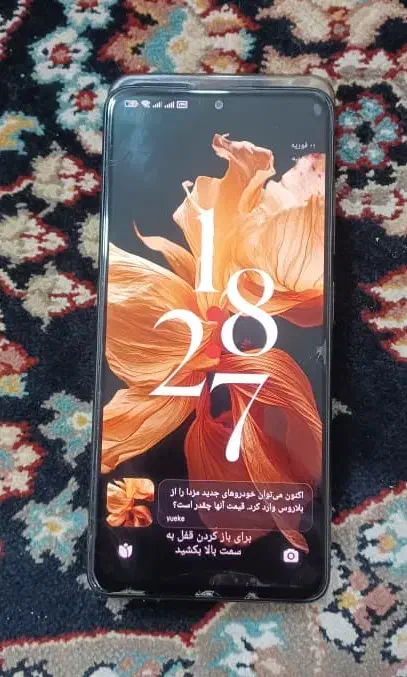 فوریه
18
27
اکنون می‌توان خودروهای جدید مزدا را از
بلاروس وارد کرد. قیمت آنها چقدر است؟
yueke
برای باز کردن قفل به
سمت بالا بکشید